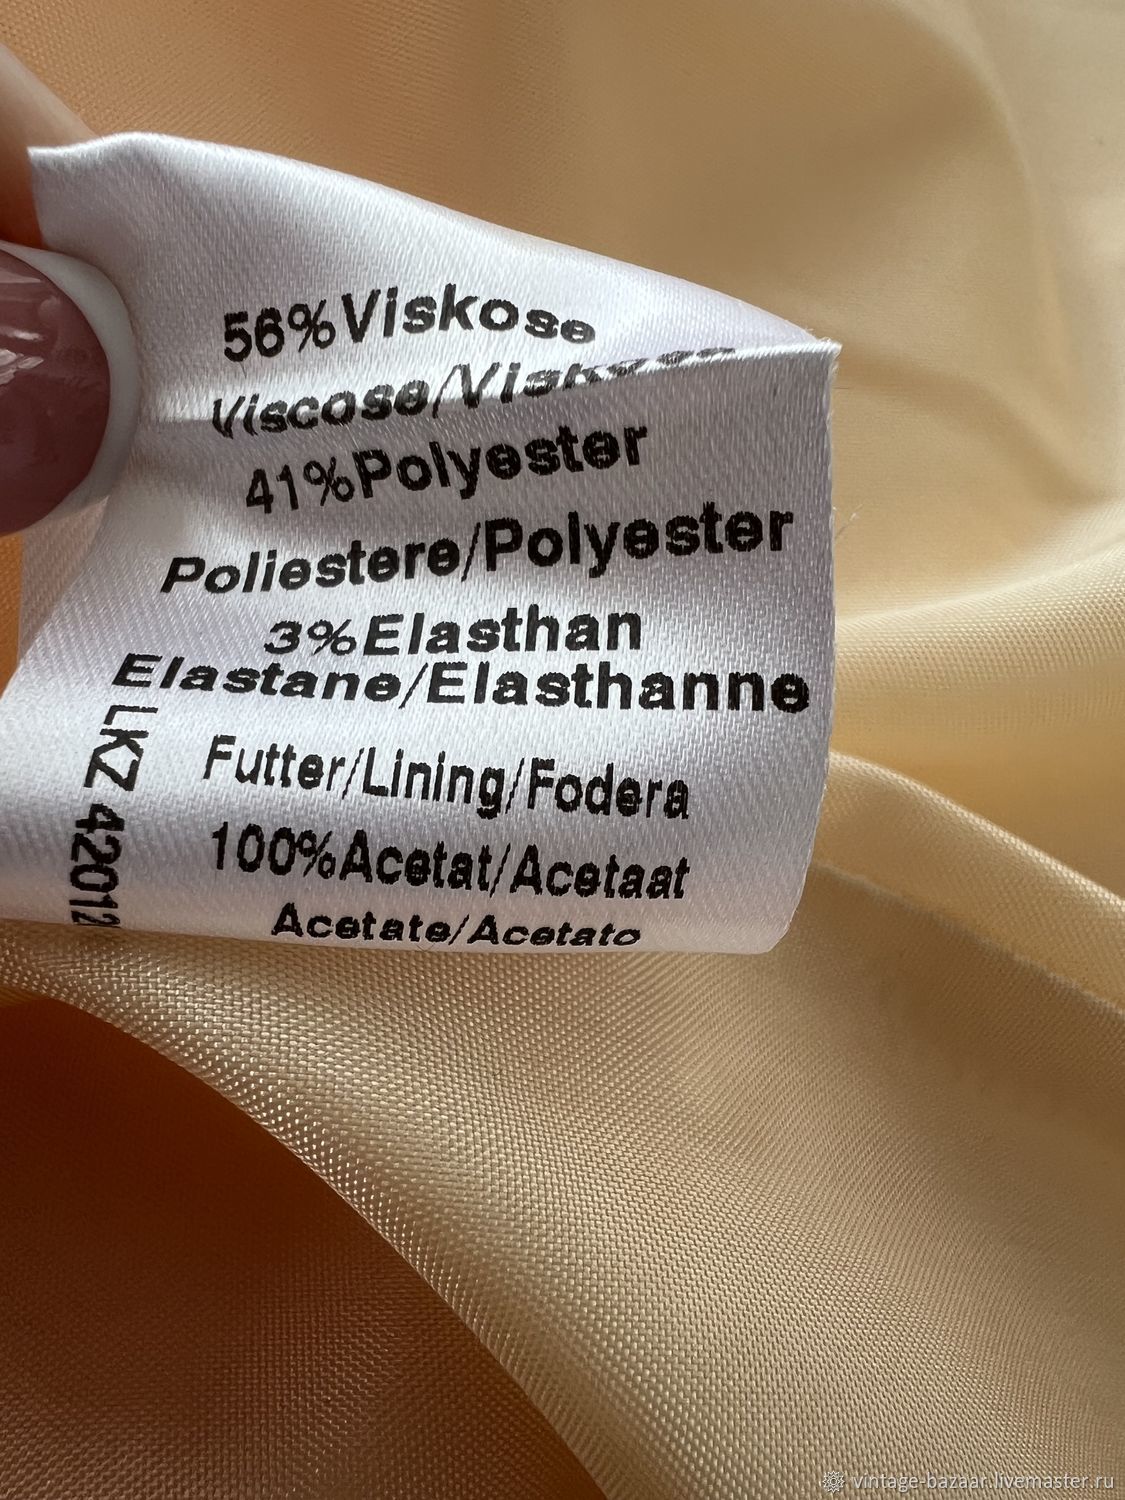 56%Viskose
Viscose/
41%Polyester
Poliestere/Polyester
3%Elasthan
Elastane/Elasthanne
Futter/Lining/Fodera
100%Acetat/Acetaat
Acetate/Acetato
LKZ 42012
vintage-bazaar.livemaster.ru